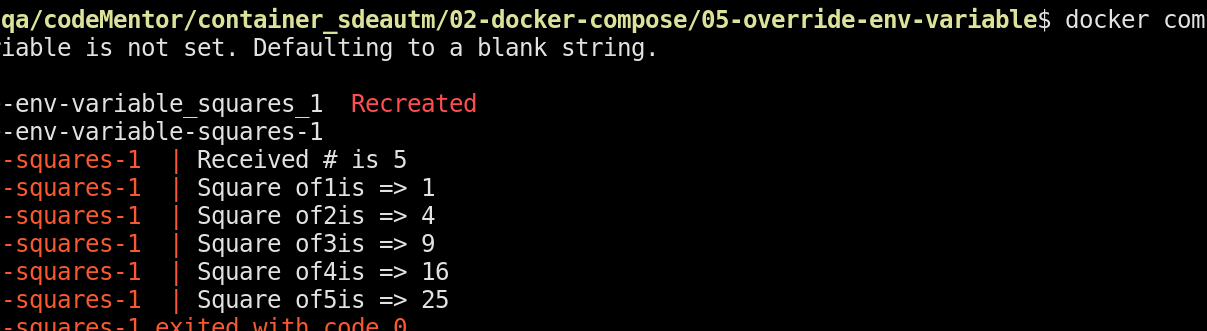 qa/codeMentor/container_sdeautm/02-docker-compose/05-override-env-variable$ docker com
riable is not set. Defaulting to a blank string.
-env-variable_squares_1 Recreated
-env-variable-squares-1
-squares-1 | Received # is 5
-squares-1 | Square of1is => 1
-squares-1 | Square of2is => 4
-squares-1 | Square of3is => 9
-squares-1 | Square of4is => 16
-squares-1 | Square of5is => 25
-squares-1 exited with code 0